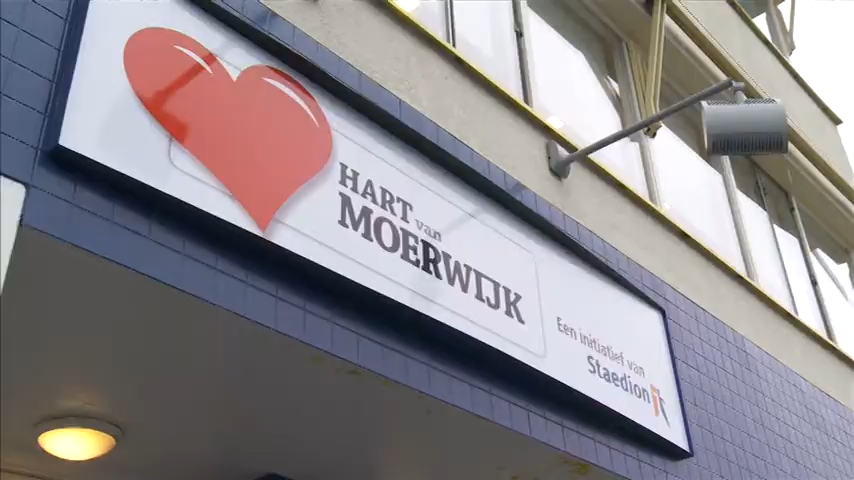 HART van
MOERWIJK
Een initiatief van
Staedion